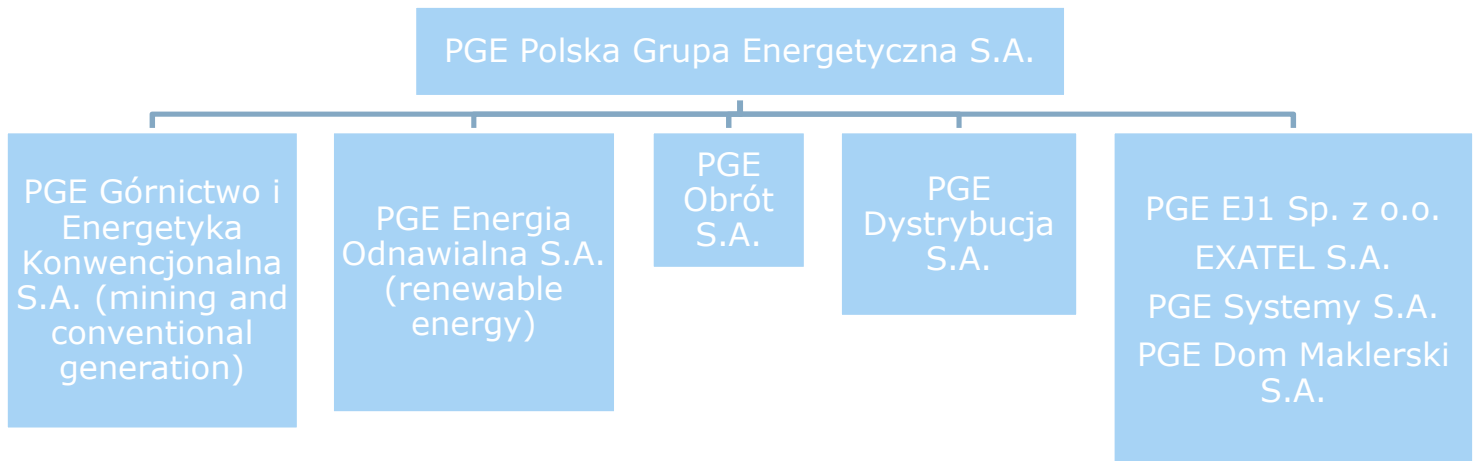 PGE Polska Grupa Energetyczna S.A.
PGE Górnictwo i
Energetyka
Konwencjonalna
S.A. (mining and
conventional
generation)
PGE Energia
Odnawialna S.A.
(renewable
energy)
PGE
Obrót
S.A.
PGE
Dystrybucja
S.A.
PGE EJ1 Sp. z o.o.
EXATEL S.A.
PGE Systemy S.A.
PGE Dom Maklerski
S.A.